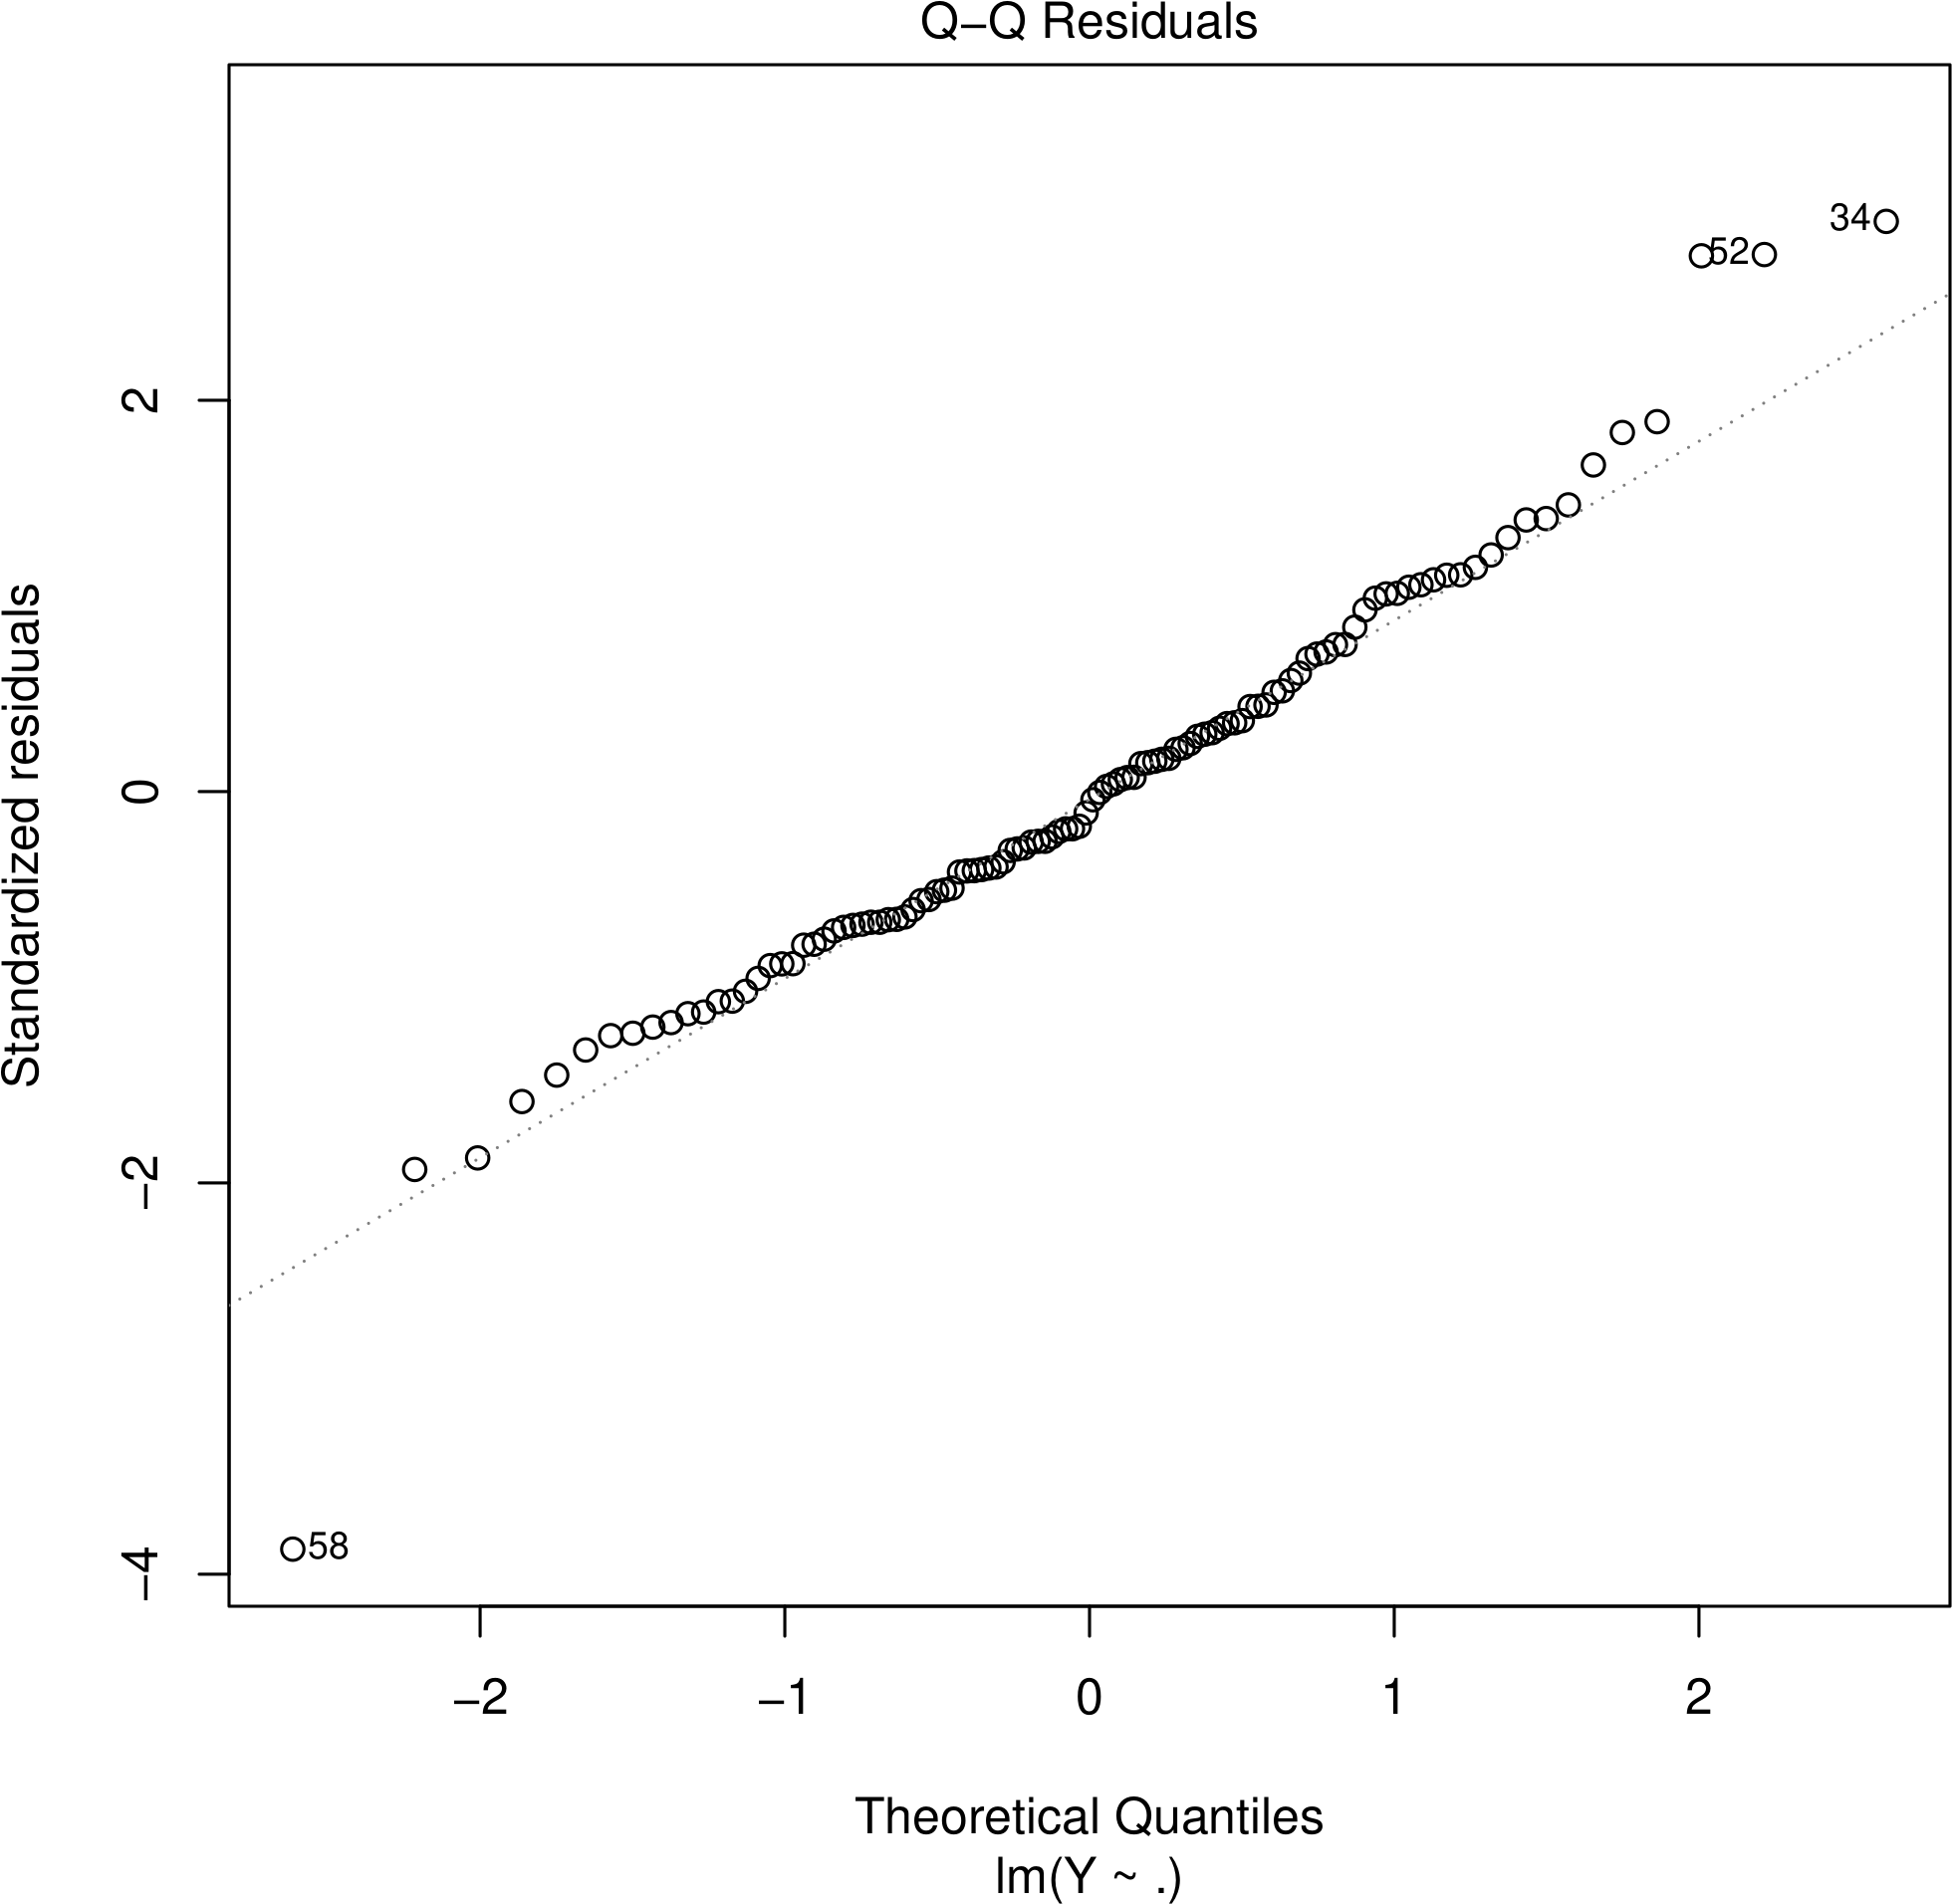 Q−Q Residuals
34
52
2
0
Standardized residuals
−2
−4
58
−2 −1 0 1 2
Theoretical Quantiles
lm(Y ~ .)